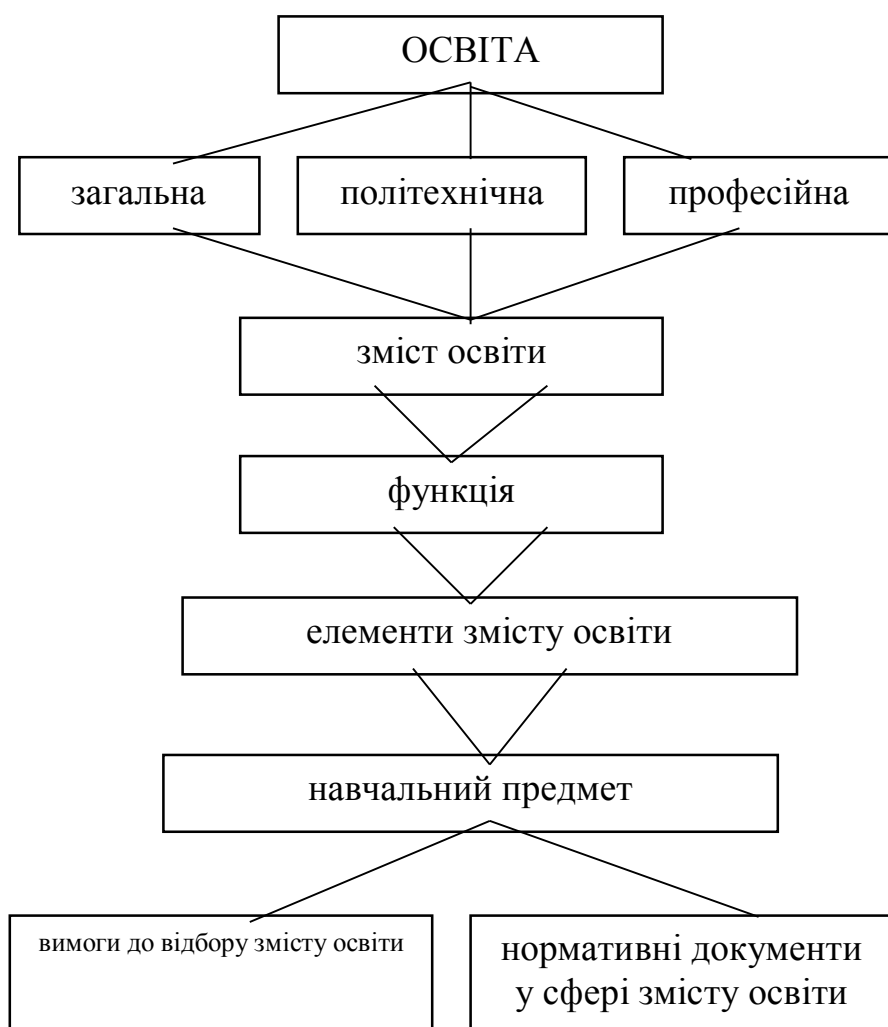 ОСВІТА
загальна
політехнічна
професійна
зміст освіти
функція
елементи змісту освіти
навчальний предмет
вимоги до відбору змісту освіти
нормативні документи
у сфері змісту освіти